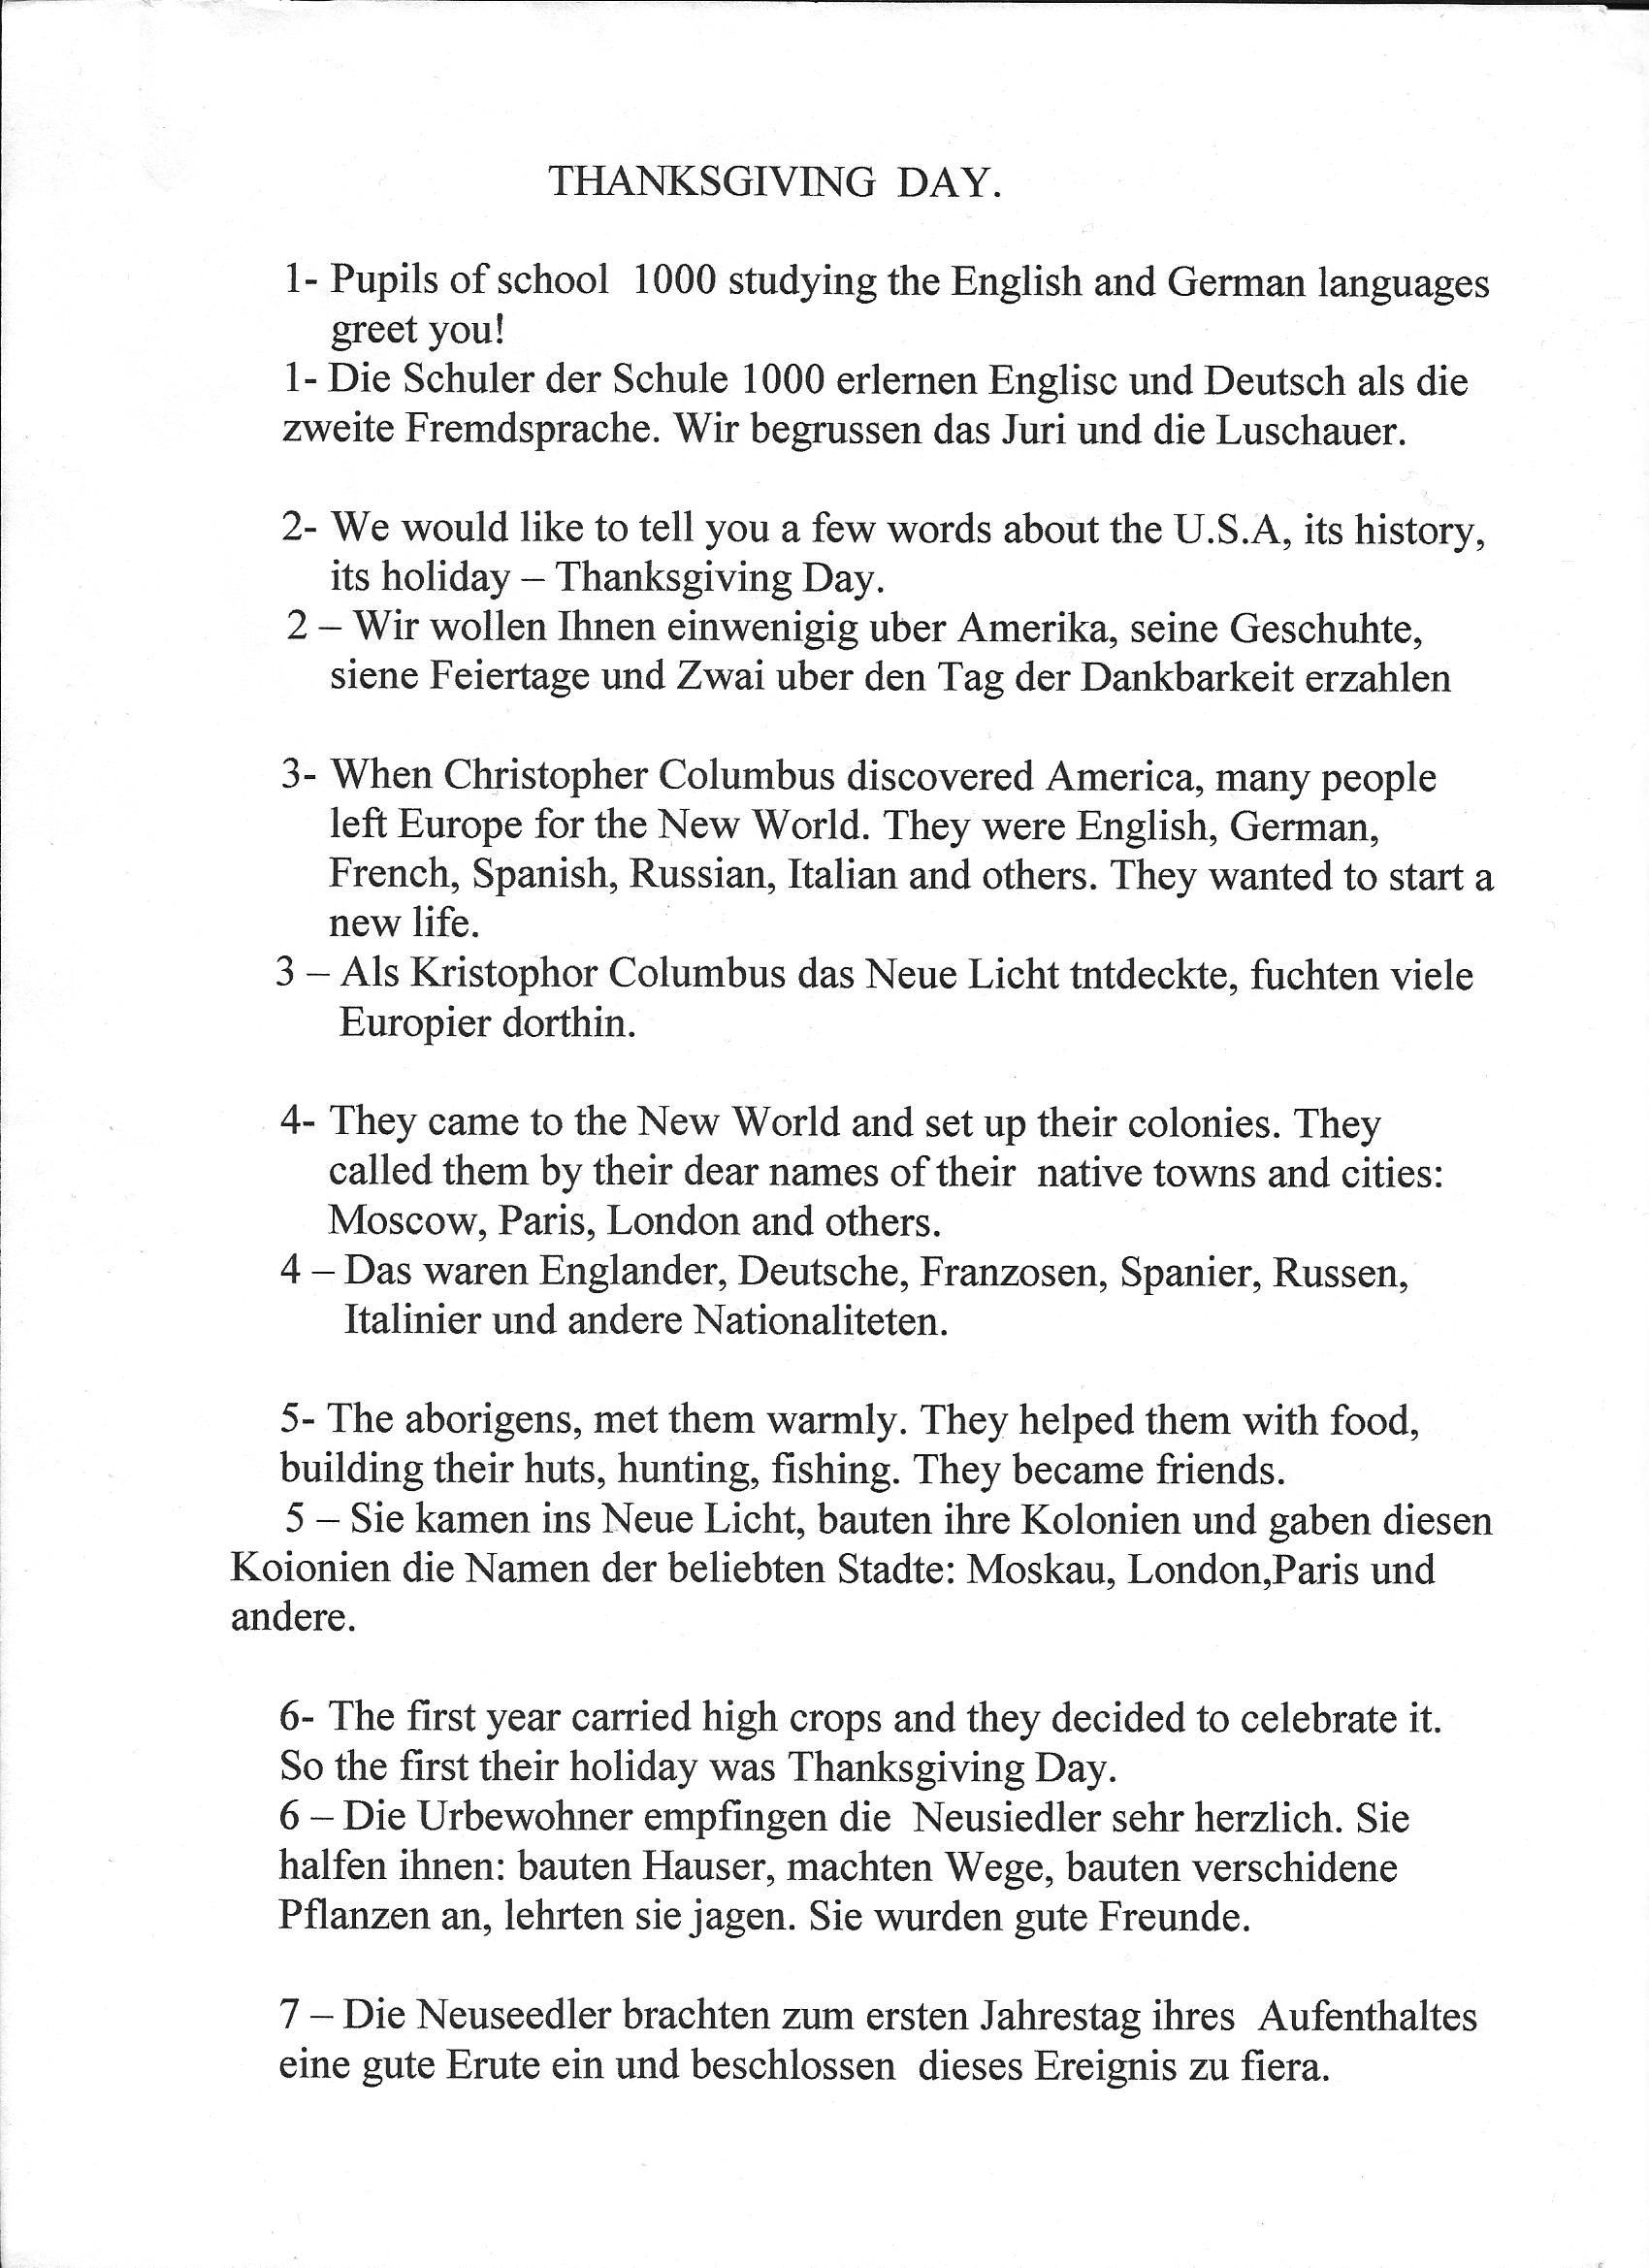 THANKSGIVING DAY.
1- Pupils of school 1000 studying the English and German languages
greet you!
1- Die Schuler der Schule 1000 erlernen Englisc und Deutsch als die
zweite Fremdsprache. Wir begrussen das Juri und die Luschauer.
2- We would like to tell you a few words about the U.S.A, its history,
its holiday – Thanksgiving Day.
2 – Wir wollen Ihnen einwenigig uber Amerika, seine Geschuhte,
siene Feiertage und Zwai uber den Tag der Dankbarkeit erzahlen
3- When Christopher Columbus discovered America, many people
left Europe for the New World. They were English, German,
French, Spanish, Russian, Italian and others. They wanted to start a
new life.
3 – Als Kristophor Columbus das Neue Licht tntdeckte, fuchten viele
Europier dorthin.
4- They came to the New World and set up their colonies. They
called them by their dear names of their native towns and cities:
Moscow, Paris, London and others.
4 – Das waren Englander, Deutsche, Franzosen, Spanier, Russen,
Italinier und andere Nationaliteten.
5- The aborigens, met them warmly. They helped them with food,
building their huts, hunting, fishing. They became friends.
5 – Sie kamen ins Neue Licht, bauten ihre Kolonien und gaben diesen
Koionien die Namen der beliebten Stadte: Moskau, London,Paris und
andere.
6- The first year carried high crops and they decided to celebrate it.
So the first their holiday was Thanksgiving Day.
6 – Die Urbewohner empfingen die Neusiedler sehr herzlich. Sie
halfen ihnen: bauten Hauser, machten Wege, bauten verschidene
Pflanzen an, lehrten sie jagen. Sie wurden gute Freunde.
7 – Die Neuseedler brachten zum ersten Jahrestag ihres Aufenthaltes
eine gute Erute ein und beschlossen dieses Ereignis zu fiera.